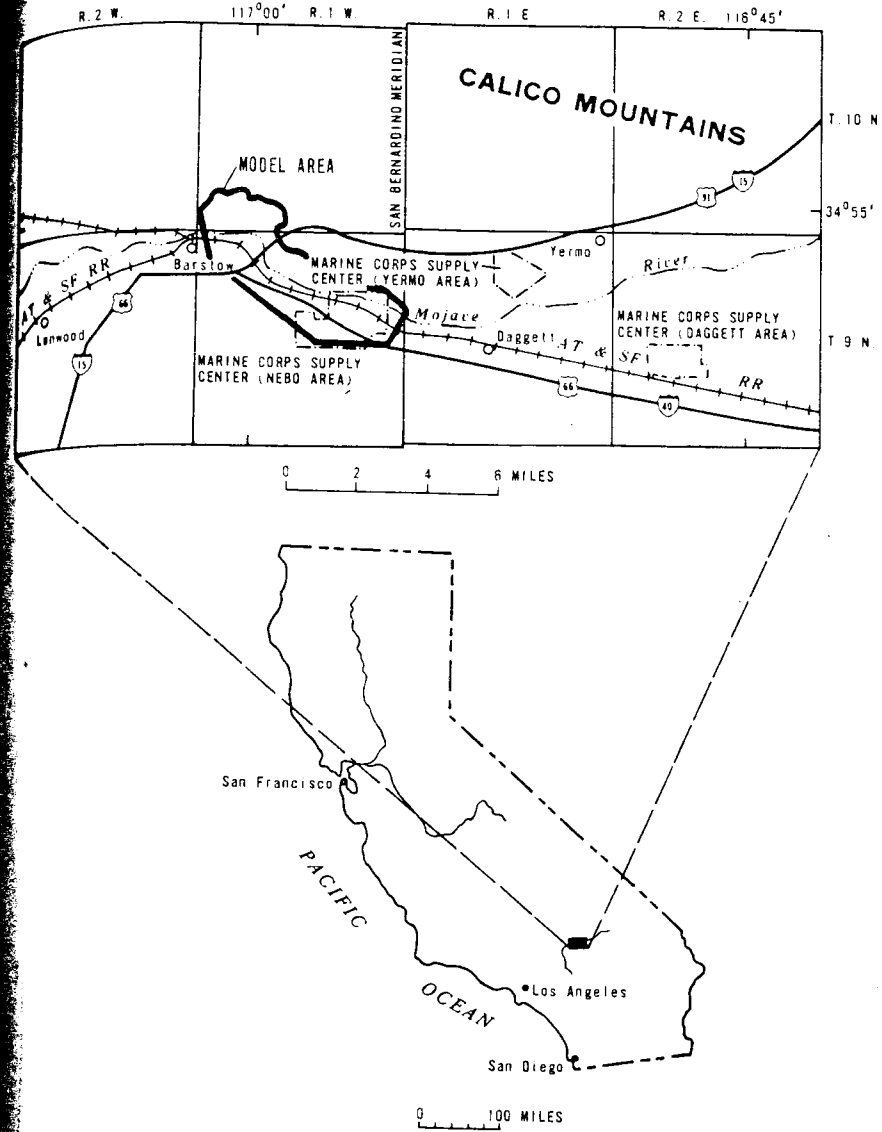 R.2 W. 117°00' R.1 W. R.1 E R.2 E. 116°45'
SAN BERNARDINO MERIDIAN
CALICO MOUNTAINS
T.10 N
MODEL AREA
15
91
34°55'
Yermo
Barstow
MARINE CORPS SUPPLY
CENTER (YERMO AREA)
River
AT & SF RR
66
Lenwood
Mojave
MARINE CORPS SUPPLY
CENTER (DAGGETT AREA)
Daggett
AT & SF RR
T 9 N.
15
MARINE CORPS SUPPLY
CENTER (NEBO AREA)
66
40
0 2 4 6 MILES
San Francisco
PACIFIC
OCEAN
Los Angeles
San Diego
0 100 MILES